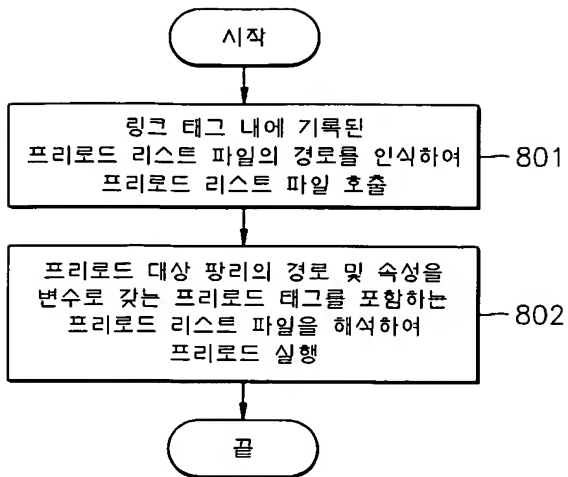 시작
링크 태그 내에 기록된
프리로드 리스트 파일의 경로를 인식하여
프리로드 리스트 파일 호출
801
프리로드 대상 팡리의 경로 및 속성을
변수로 갖는 프리로드 태그를 포함하는
프리로드 리스트 파일을 해석하여
프리로드 실행
802
끝